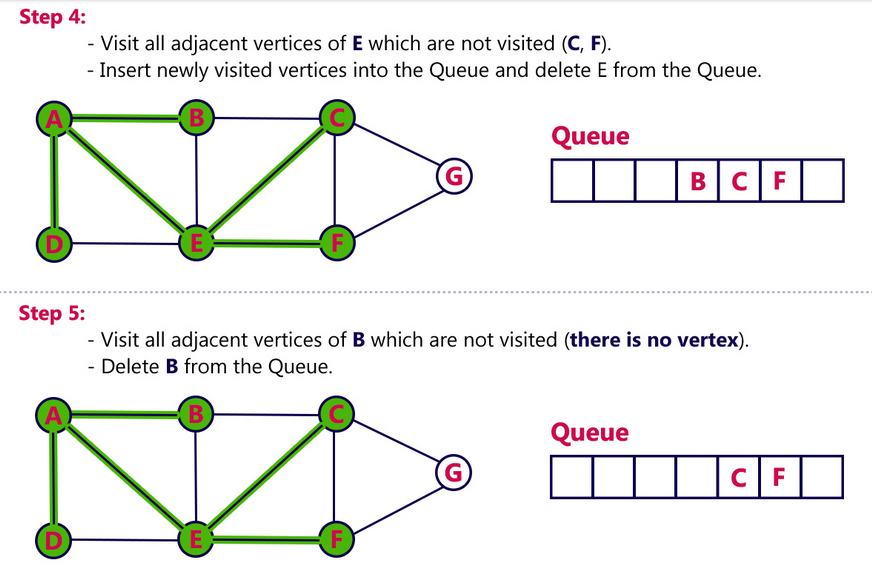 Step 4:
- Visit all adjacent vertices of E which are not visited (C, F).
- Insert newly visited vertices into the Queue and delete E from the Queue.
A B C
G
D E F
Queue
B C F
Step 5:
- Visit all adjacent vertices of B which are not visited (there is no vertex).
- Delete B from the Queue.
A B C
G
D E F
Queue
C F